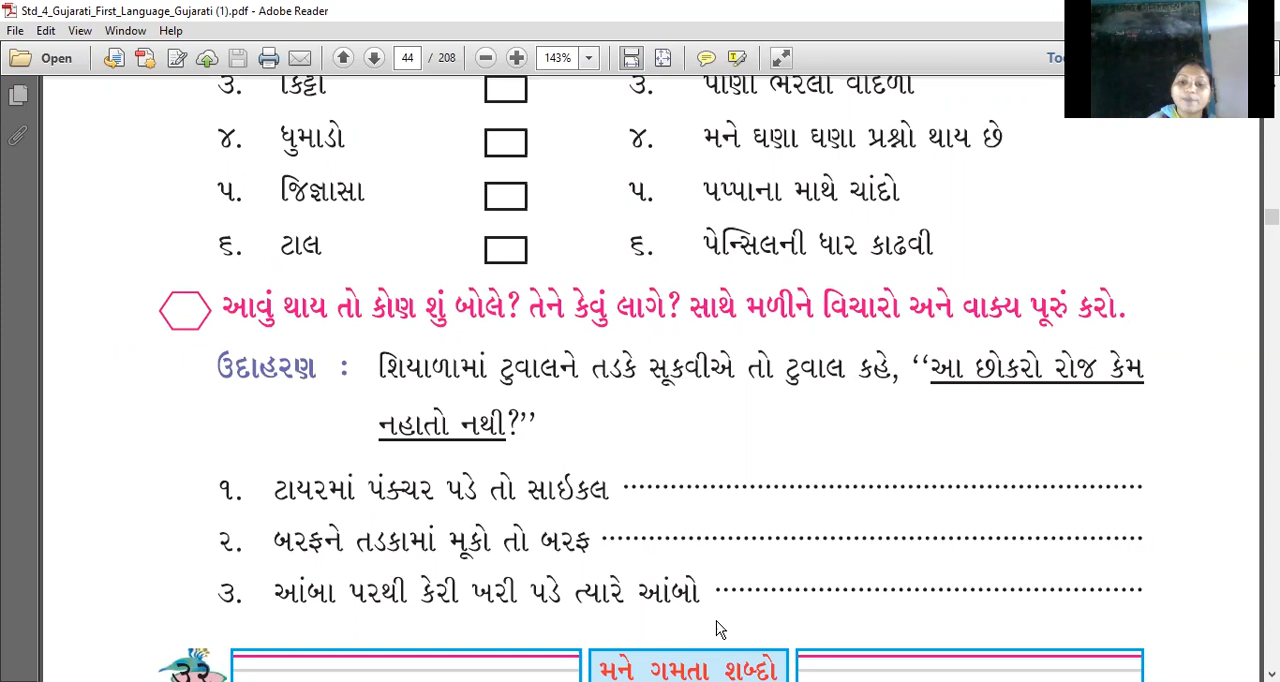 Std_4_Gujarati_First_Language_Gujarati (1).pdf - Adobe Reader
File Edit View Window Help
Open 44 / 208 143%
૩. કિટ્ટા ૩. પાણી ભરેલાં વાદળાં
૪. ધુમાડો ૪. મને ઘણા ઘણા પ્રશ્નો થાય છે
૫. જિજ્ઞાસા ૫. પપ્પાના માથે ચાંદો
૬. ટાલ ૬. પેન્સિલની ધાર કાઢવી
આવું થાય તો કોણ શું બોલે? તેને કેવું લાગે? સાથે મળીને વિચારો અને વાક્ય પૂરું કરો.
ઉદાહરણ : શિયાળામાં ટુવાલને તડકે સૂકવીએ તો ટુવાલ કહે, ‘‘આ છોકરો રોજ કેમ
નહાતો નથી?’’
૧. ટાયરમાં પંક્ચર પડે તો સાઇકલ
૨. બરફને તડકામાં મૂકો તો બરફ
૩. આંબા પરથી કેરી ખરી પડે ત્યારે આંબો
૩૨ મને ગમતા શબ્દો